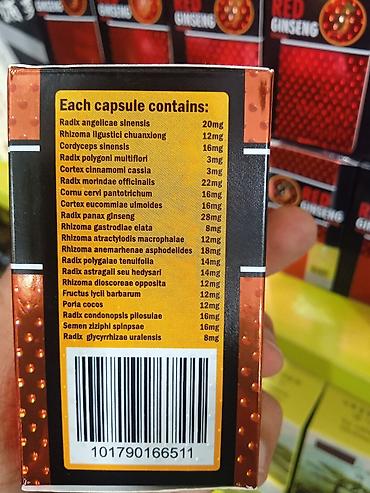 RED
GINSENG
RED
GINSENG
GINSENG
Each capsule contains:
Radix angelicae sinensis 20mg
Rhizoma ligustici chuanxiong 12mg
Cordyceps sinensis 16mg
Radix polygoni multiflori 3mg
Cortex cinnamomi cassia 3mg
Radix morindae officinalis 22mg
Cornu cervi pantotrichum 16mg
Cortex eucommiae ulmoides 16mg
Radix panax ginseng 28mg
Rhizoma gastrodiae elata 8mg
Rhizoma atractylodis macrophalae 12mg
Rhizoma anemarhenae asphodelides 18mg
Radix polygalae tenuifolia 14mg
Radix astragali seu hedysari 14mg
Rhizoma dioscoreae opposita 12mg
Fructus lycii barbarum 12mg
Poria cocos 12mg
Radix condonopsis pilosulae 16mg
Semen ziziphi spinpsae 16mg
Radix glycyrrhizae uralensis 8mg
101790166511